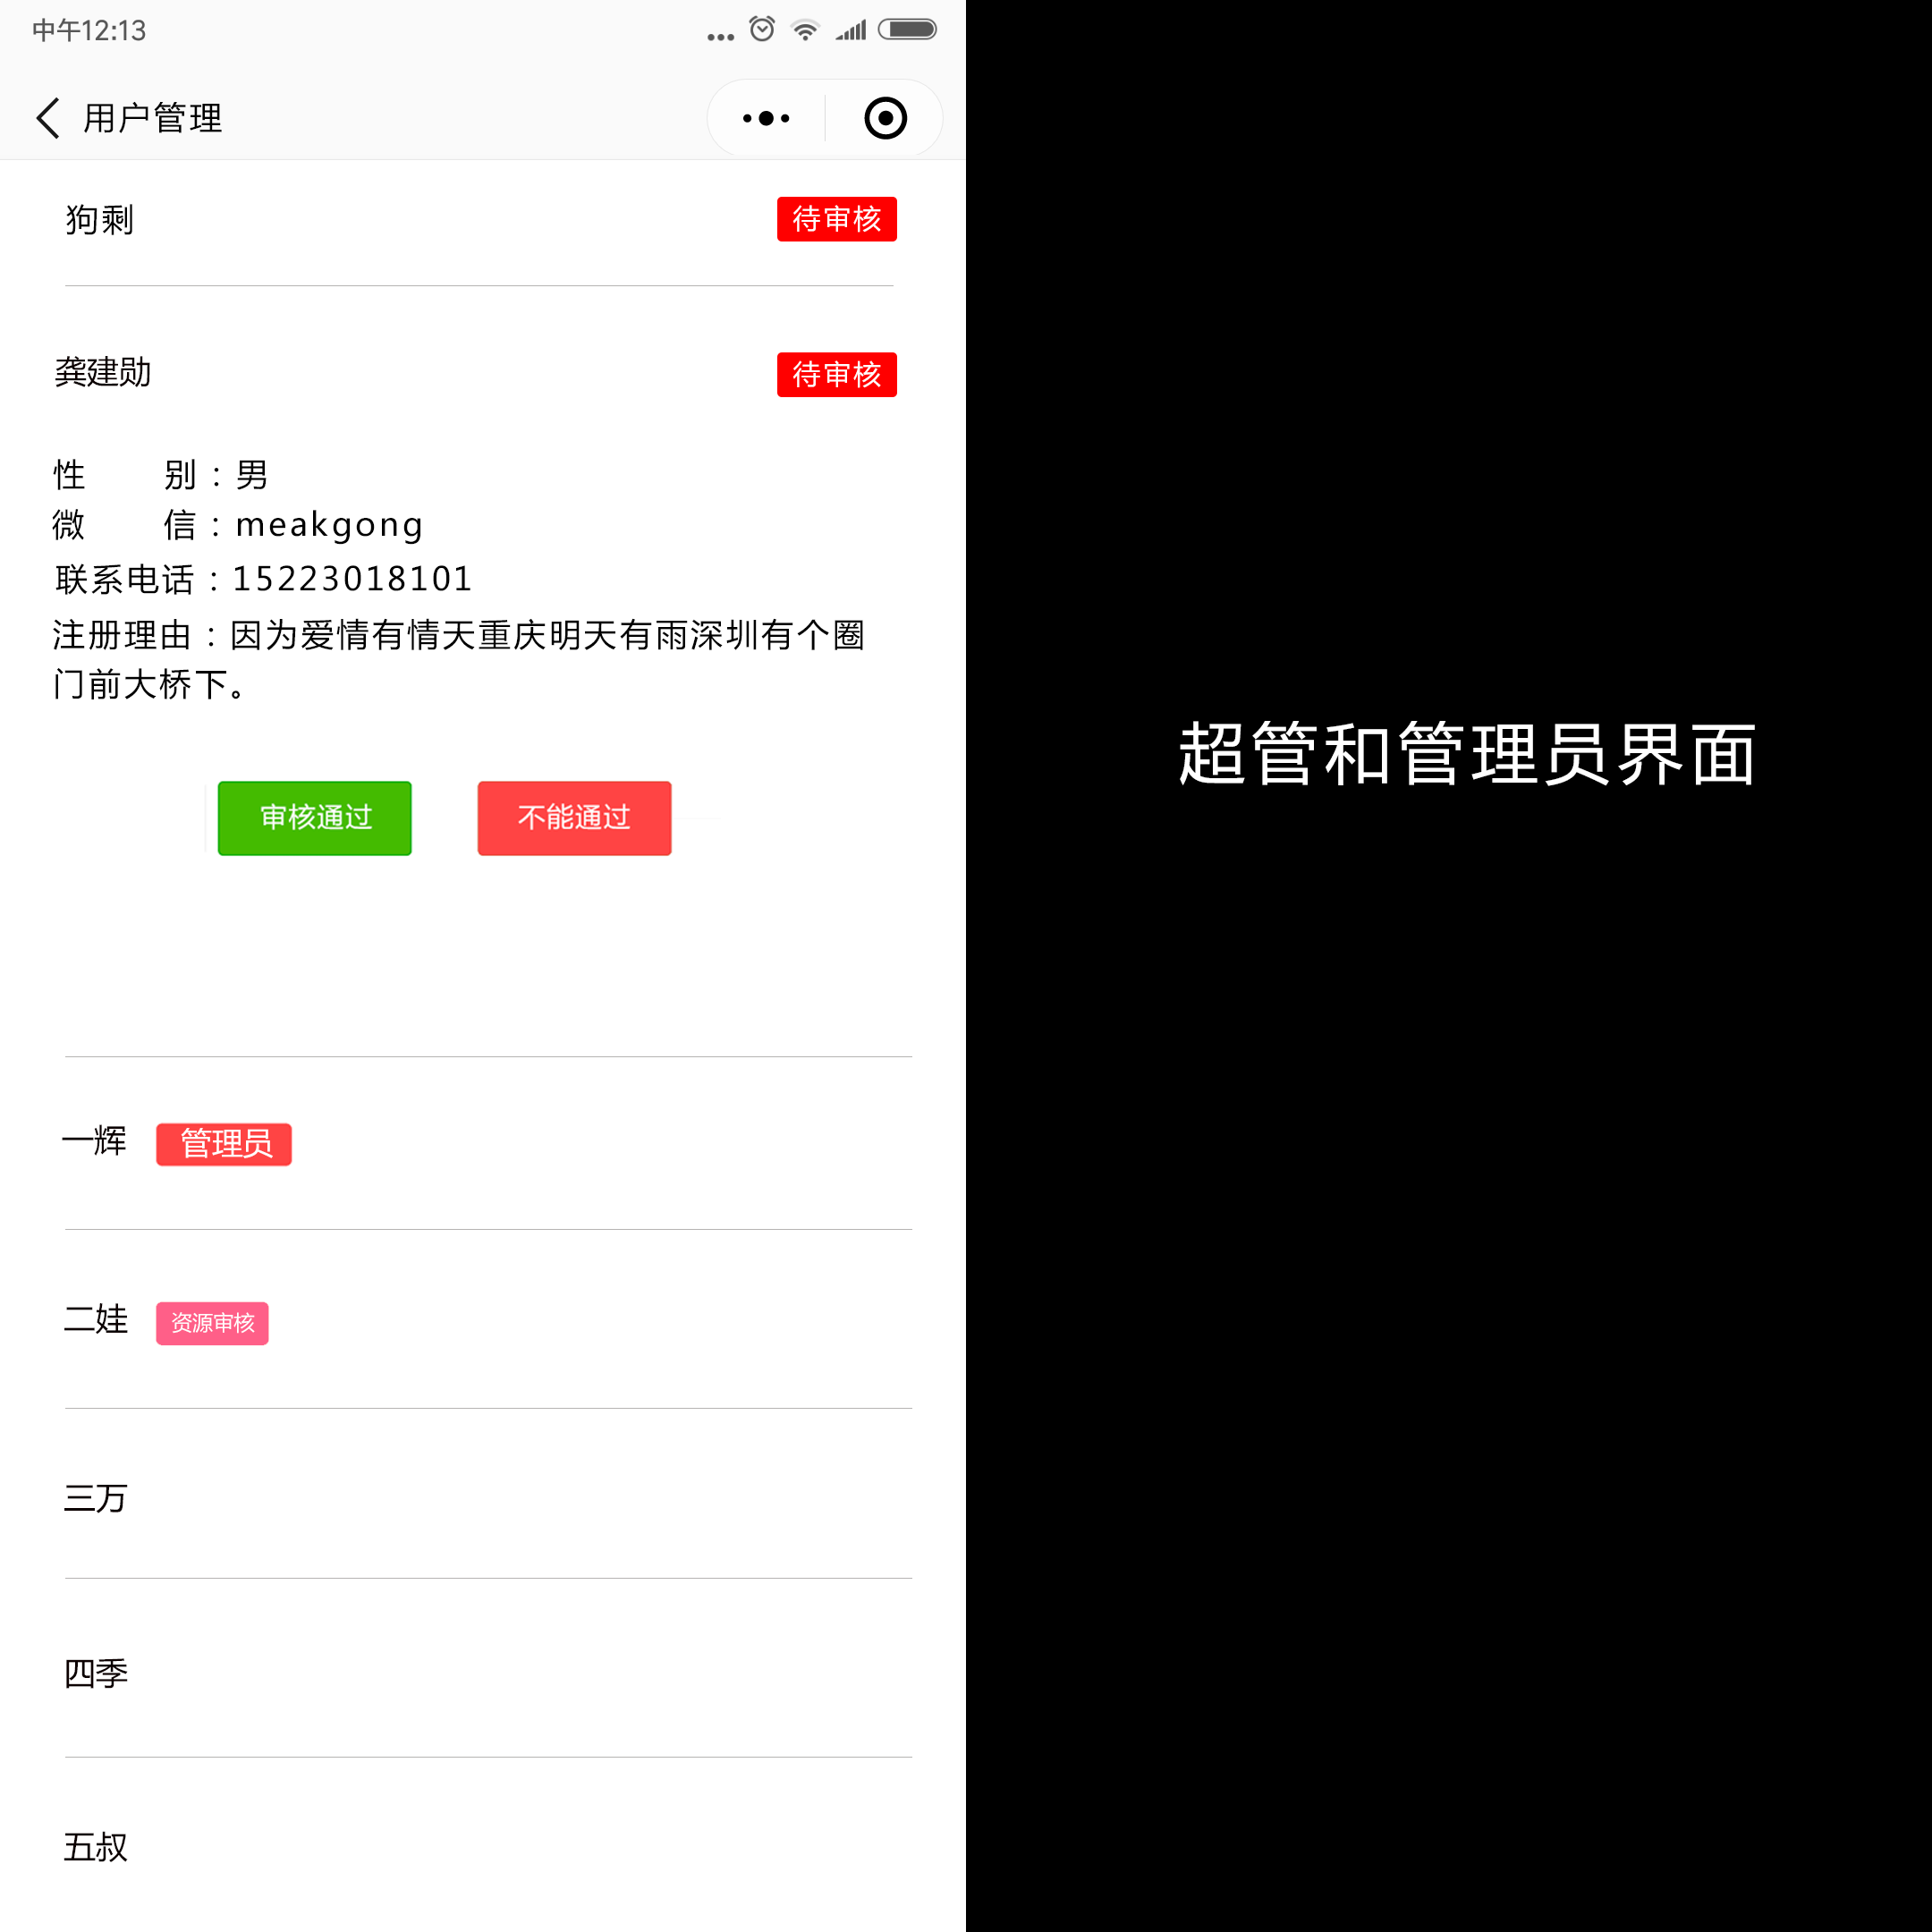 中午12:13
用户管理
狗剩
待审核
龚建勋
待审核
性 别：男
微 信：meakgong
联系电话：15223018101
注册理由：因为爱情有情天重庆明天有雨深圳有个圈
门前大桥下。
审核通过
不能通过
一辉
管理员
二娃
资源审核
三万
四季
五叔
超管和管理员界面